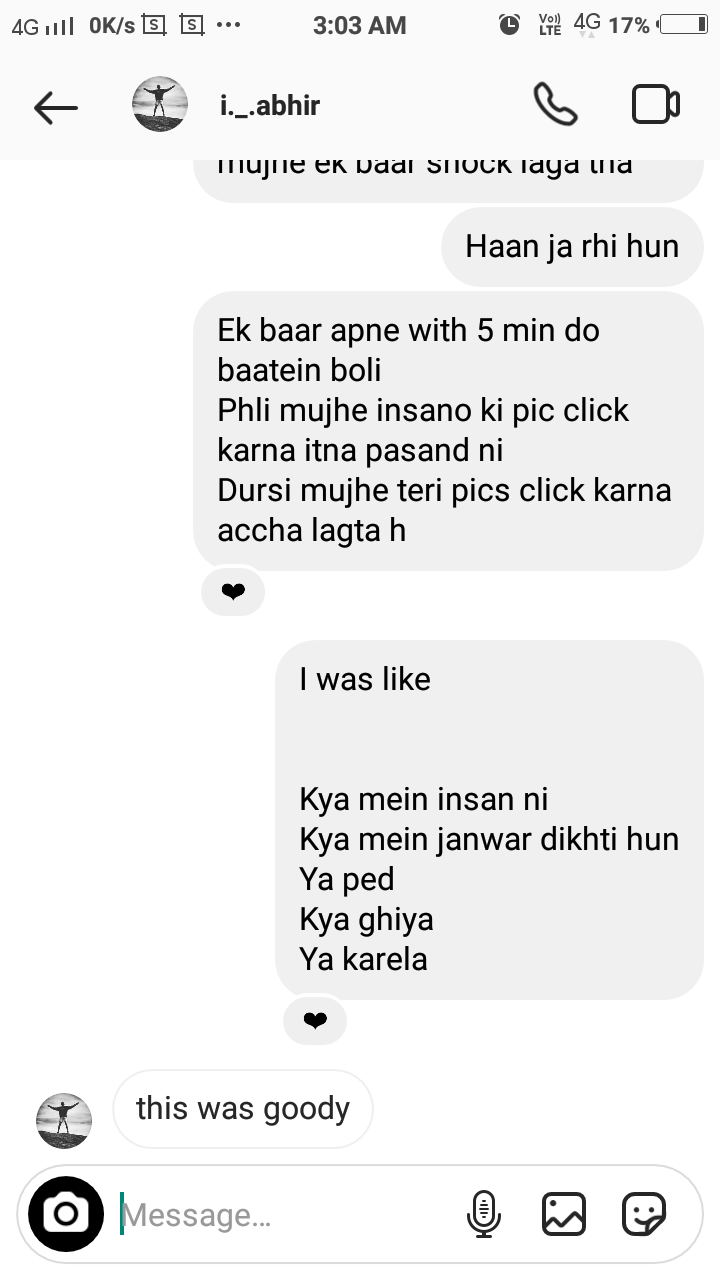 4G 0K/s S S ... 3:03 AM Vo)) LTE 4G 17%
i._.abhir
mujhe ek baar shock laga tha
Haan ja rhi hun
Ek baar apne with 5 min do
baatein boli
Phli mujhe insano ki pic click
karna itna pasand ni
Dursi mujhe teri pics click karna
accha lagta h
I was like
Kya mein insan ni
Kya mein janwar dikhti hun
Ya ped
Kya ghiya
Ya karela
this was goody
Message...